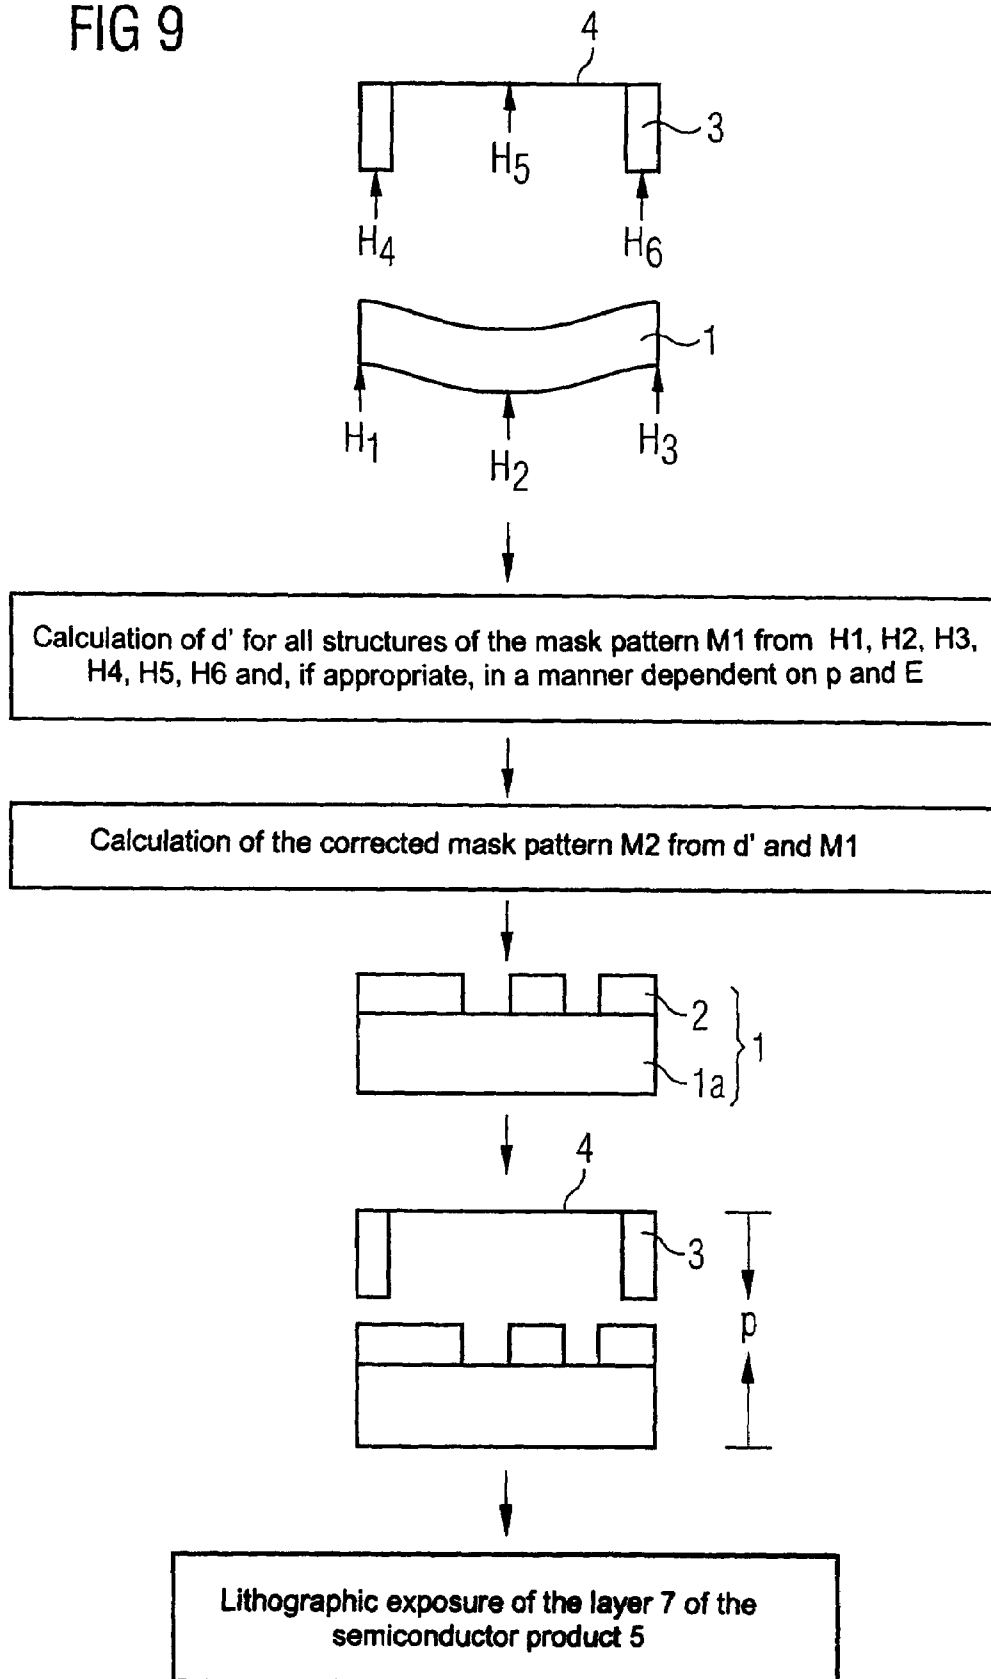 FIG 9
4
3
H5
H4
H6
1
H1
H3
H2
Calculation of d' for all structures of the mask pattern M1 from H1, H2, H3,
H4, H5, H6 and, if appropriate, in a manner dependent on p and E
Calculation of the corrected mask pattern M2 from d' and M1
2
1
1a
4
3
p
Lithographic exposure of the layer 7 of the
semiconductor product 5